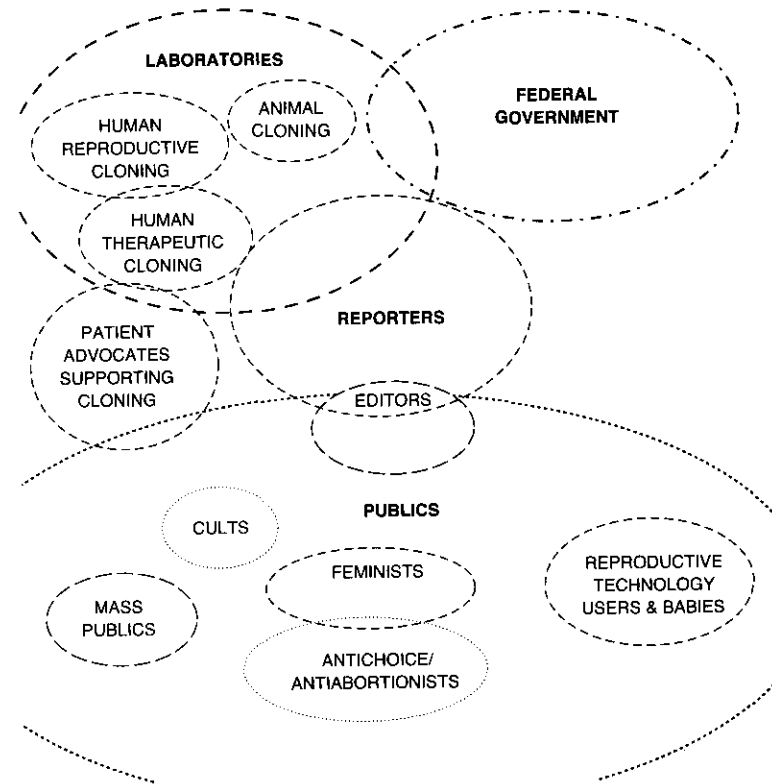 LABORATORIES
FEDERAL
GOVERNMENT
ANIMAL
CLONING
HUMAN
REPRODUCTIVE
CLONING
HUMAN
THERAPEUTIC
CLONING
REPORTERS
PATIENT
ADVOCATES
SUPPORTING
CLONING
EDITORS
PUBLICS
CULTS
FEMINISTS
REPRODUCTIVE
TECHNOLOGY
USERS & BABIES
MASS
PUBLICS
ANTICHOICE/
ANTIABORTIONISTS